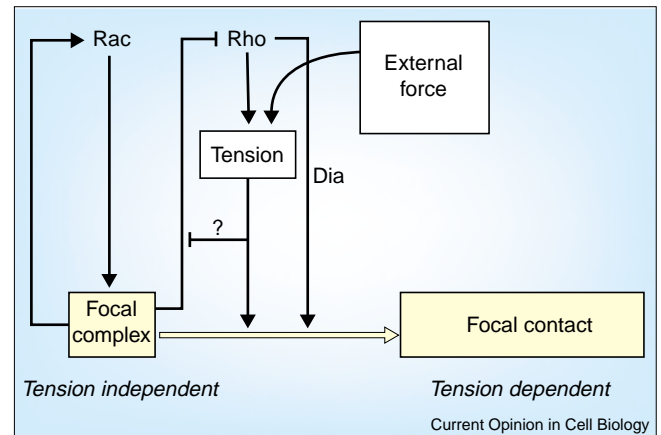 Rac
Rho
External
force
Tension
Dia
?
Focal
complex
Focal contact
Tension independent
Tension dependent
Current Opinion in Cell Biology